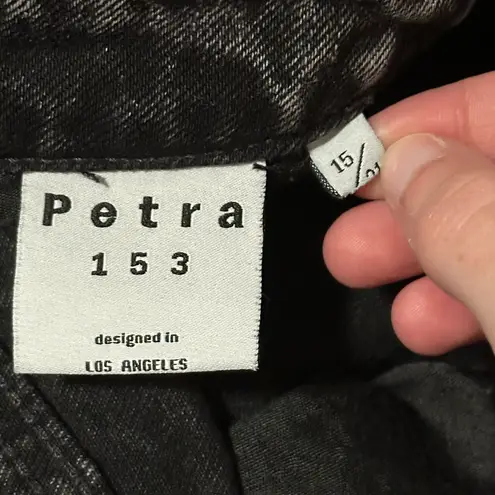 Petra
153
designed in
LOS ANGELES
15/